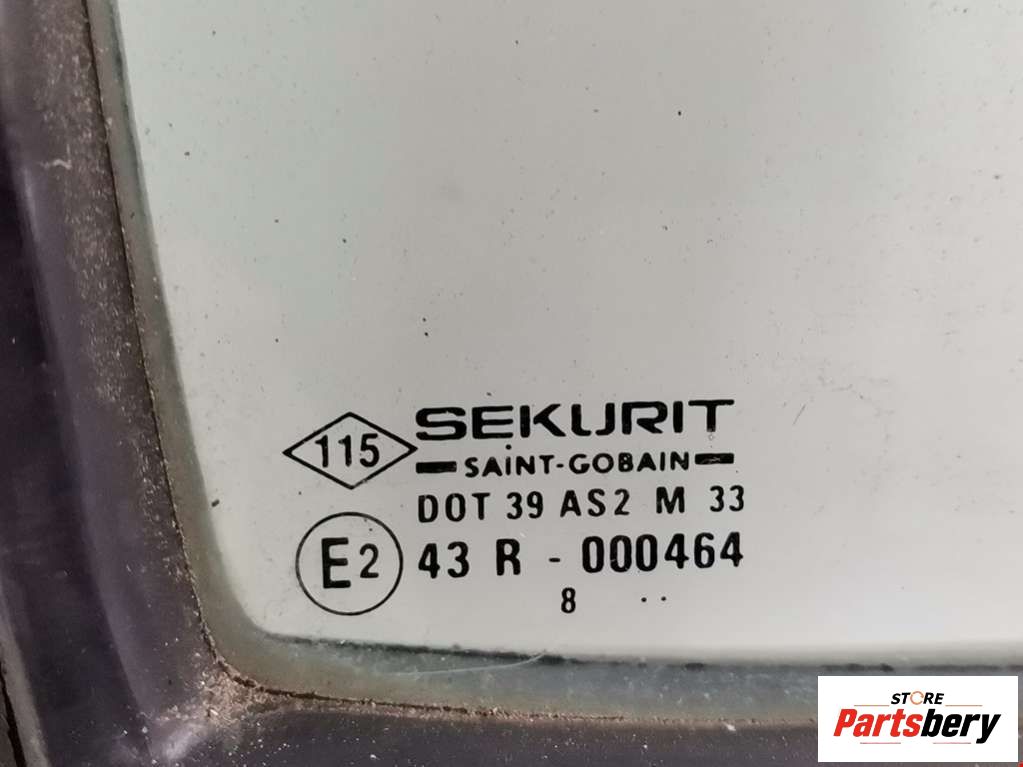 115
SEKURIT
SAINT-GOBAIN
DOT 39 AS2 M 33
E2 43 R - 000464
8 ..
STORE
Partsbery